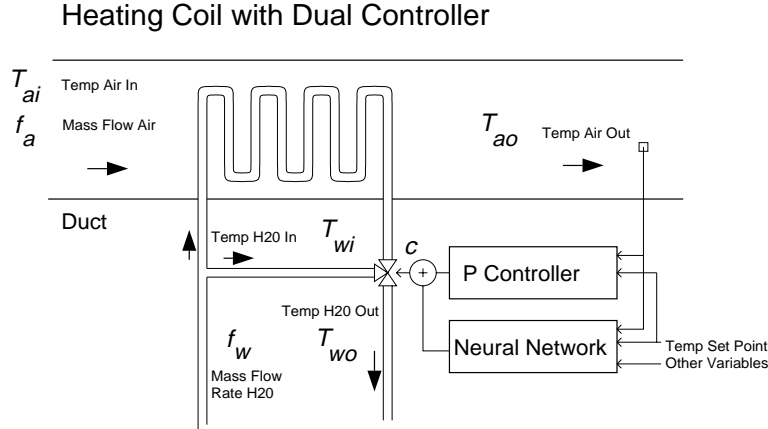 Heating Coil with Dual Controller
T ai Temp Air In
f a Mass Flow Air
T ao Temp Air Out
Duct
Temp H20 In T wi
c
+
P Controller
Temp H20 Out
Neural Network
f w T wo
Temp Set Point
Other Variables
Mass Flow
Rate H20